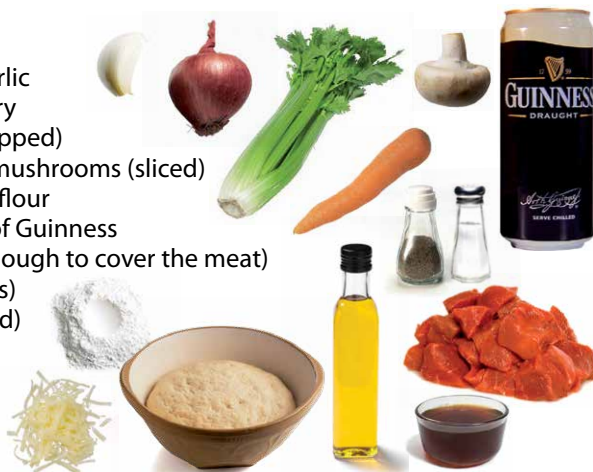 rlic
ry
pped)
mushrooms (sliced)
flour
of Guinness
ough to cover the meat)
s)
d)
GUINNESS
DRAUGHT
SERVE CHILLED